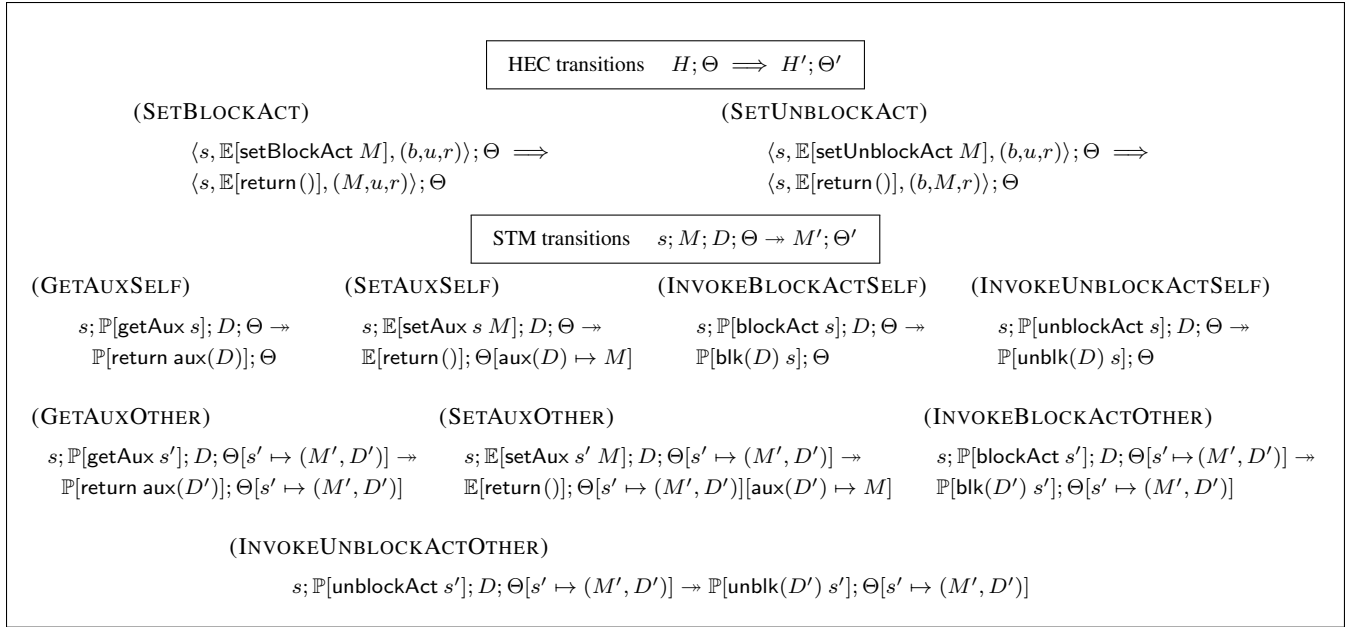 HEC transitions H; Θ ⟹ H′; Θ′
(SETBLOCKACT) (SETUNBLOCKACT)
⟨s, 𝔼[setBlockAct M], (b,u,r)⟩; Θ ⟹ ⟨s, 𝔼[setUnblockAct M], (b,u,r)⟩; Θ ⟹
⟨s, 𝔼[return ()], (M,u,r)⟩; Θ ⟨s, 𝔼[return ()], (b,M,r)⟩; Θ
STM transitions s; M; D; Θ ↠ M′; Θ′
(GETAUXSELF) (SETAUXSELF) (INVOKEBLOCKACTSELF) (INVOKEUNBLOCKACTSELF)
s; ℙ[getAux s]; D; Θ ↠ s; 𝔼[setAux s M]; D; Θ ↠ s; ℙ[blockAct s]; D; Θ ↠ s; ℙ[unblockAct s]; D; Θ ↠
ℙ[return aux(D)]; Θ 𝔼[return ()]; Θ[aux(D) ↦ M] ℙ[blk(D) s]; Θ ℙ[unblk(D) s]; Θ
(GETAUXOTHER) (SETAUXOTHER) (INVOKEBLOCKACTOTHER)
s; ℙ[getAux s′]; D; Θ[s′ ↦ (M′, D′)] ↠ s; 𝔼[setAux s′ M]; D; Θ[s′ ↦ (M′, D′)] ↠ s; ℙ[blockAct s′]; D; Θ[s′ ↦ (M′, D′)] ↠
ℙ[return aux(D′)]; Θ[s′ ↦ (M′, D′)] 𝔼[return ()]; Θ[s′ ↦ (M′, D′)][aux(D′) ↦ M] ℙ[blk(D′) s′]; Θ[s′ ↦ (M′, D′)]
(INVOKEUNBLOCKACTOTHER)
s; ℙ[unblockAct s′]; D; Θ[s′ ↦ (M′, D′)] ↠ ℙ[unblk(D′) s′]; Θ[s′ ↦ (M′, D′)]